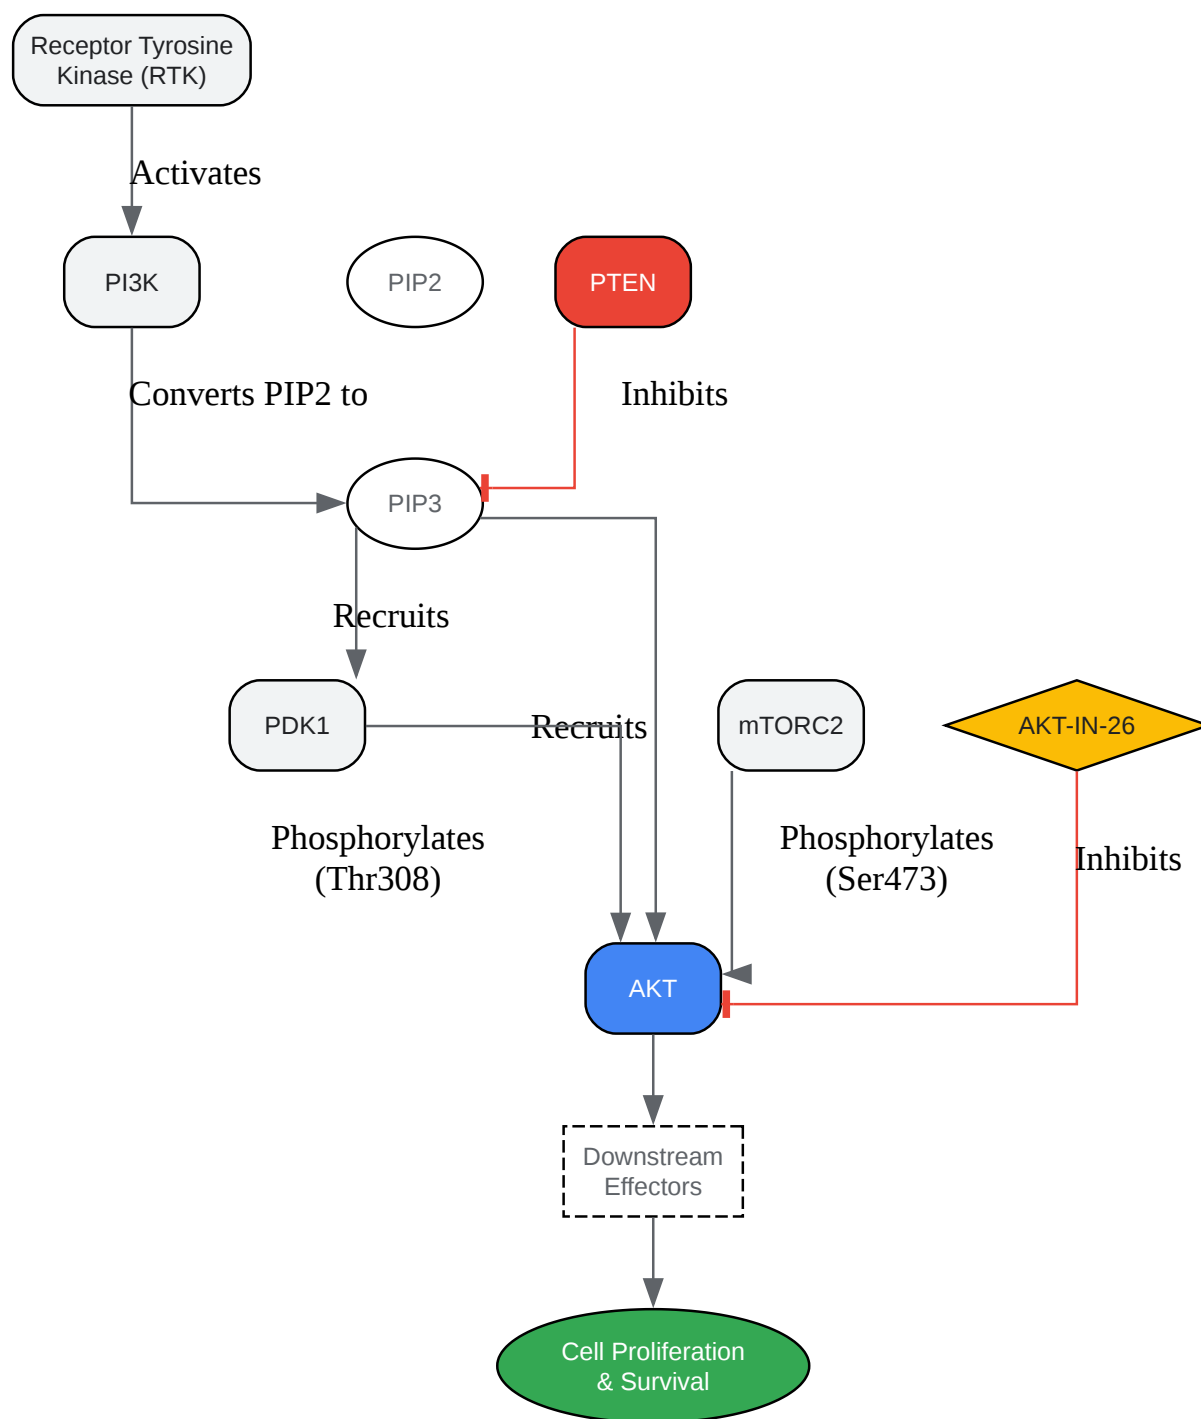 Receptor Tyrosine
Kinase (RTK)
Activates
PI3K
PIP2
PTEN
Converts PIP2 to
Inhibits
PIP3
Recruits
PDK1
Recruits
mTORC2
AKT-IN-26
Phosphorylates
(Thr308)
Phosphorylates
(Ser473)
Inhibits
AKT
Downstream
Effectors
Cell Proliferation
& Survival